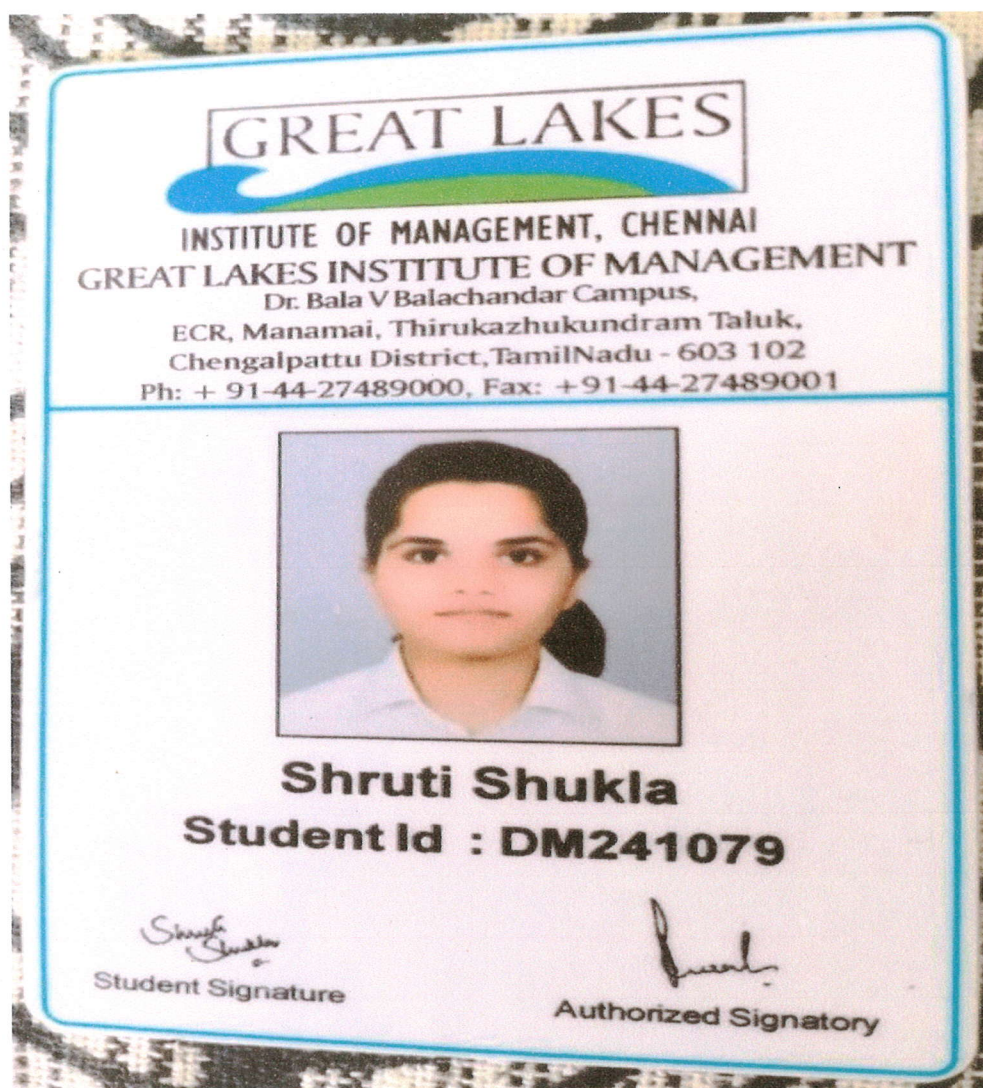 GREAT LAKES
INSTITUTE OF MANAGEMENT, CHENNAI
GREAT LAKES INSTITUTE OF MANAGEMENT
Dr. Bala V Balachandar Campus,
ECR, Manamai, Thirukazhukundram Taluk,
Chengalpattu District,TamilNadu - 603 102
Ph: + 91-44-27489000, Fax: +91-44-27489001
Shruti Shukla
Student Id : DM241079
Shruti
Shukla
Student Signature
Authorized Signatory